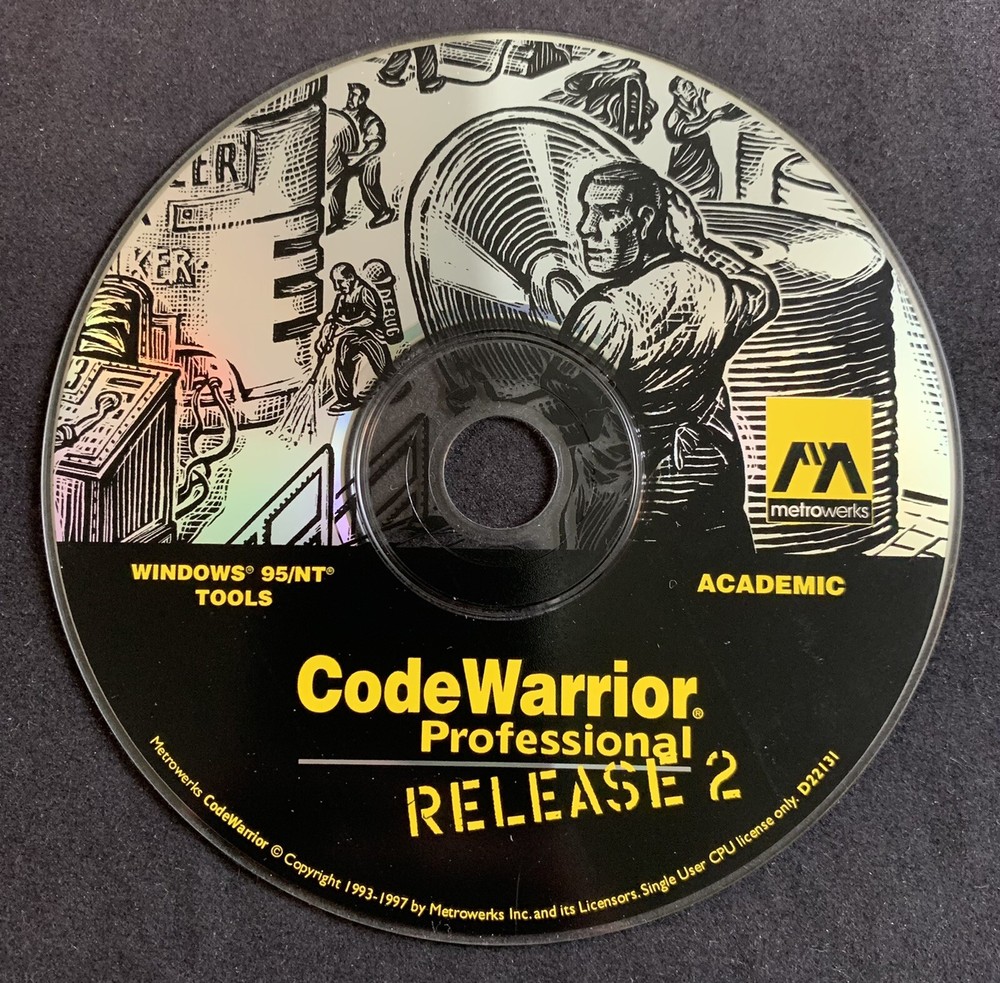 LER
KER
DEBUG
metrowerks
WINDOWS® 95/NT®
TOOLS
ACADEMIC
CodeWarrior®
Professional
RELEASE 2
Metrowerks CodeWarrior © Copyright 1993-1997 by Metrowerks Inc. and its Licensors. Single User CPU license only. D22131